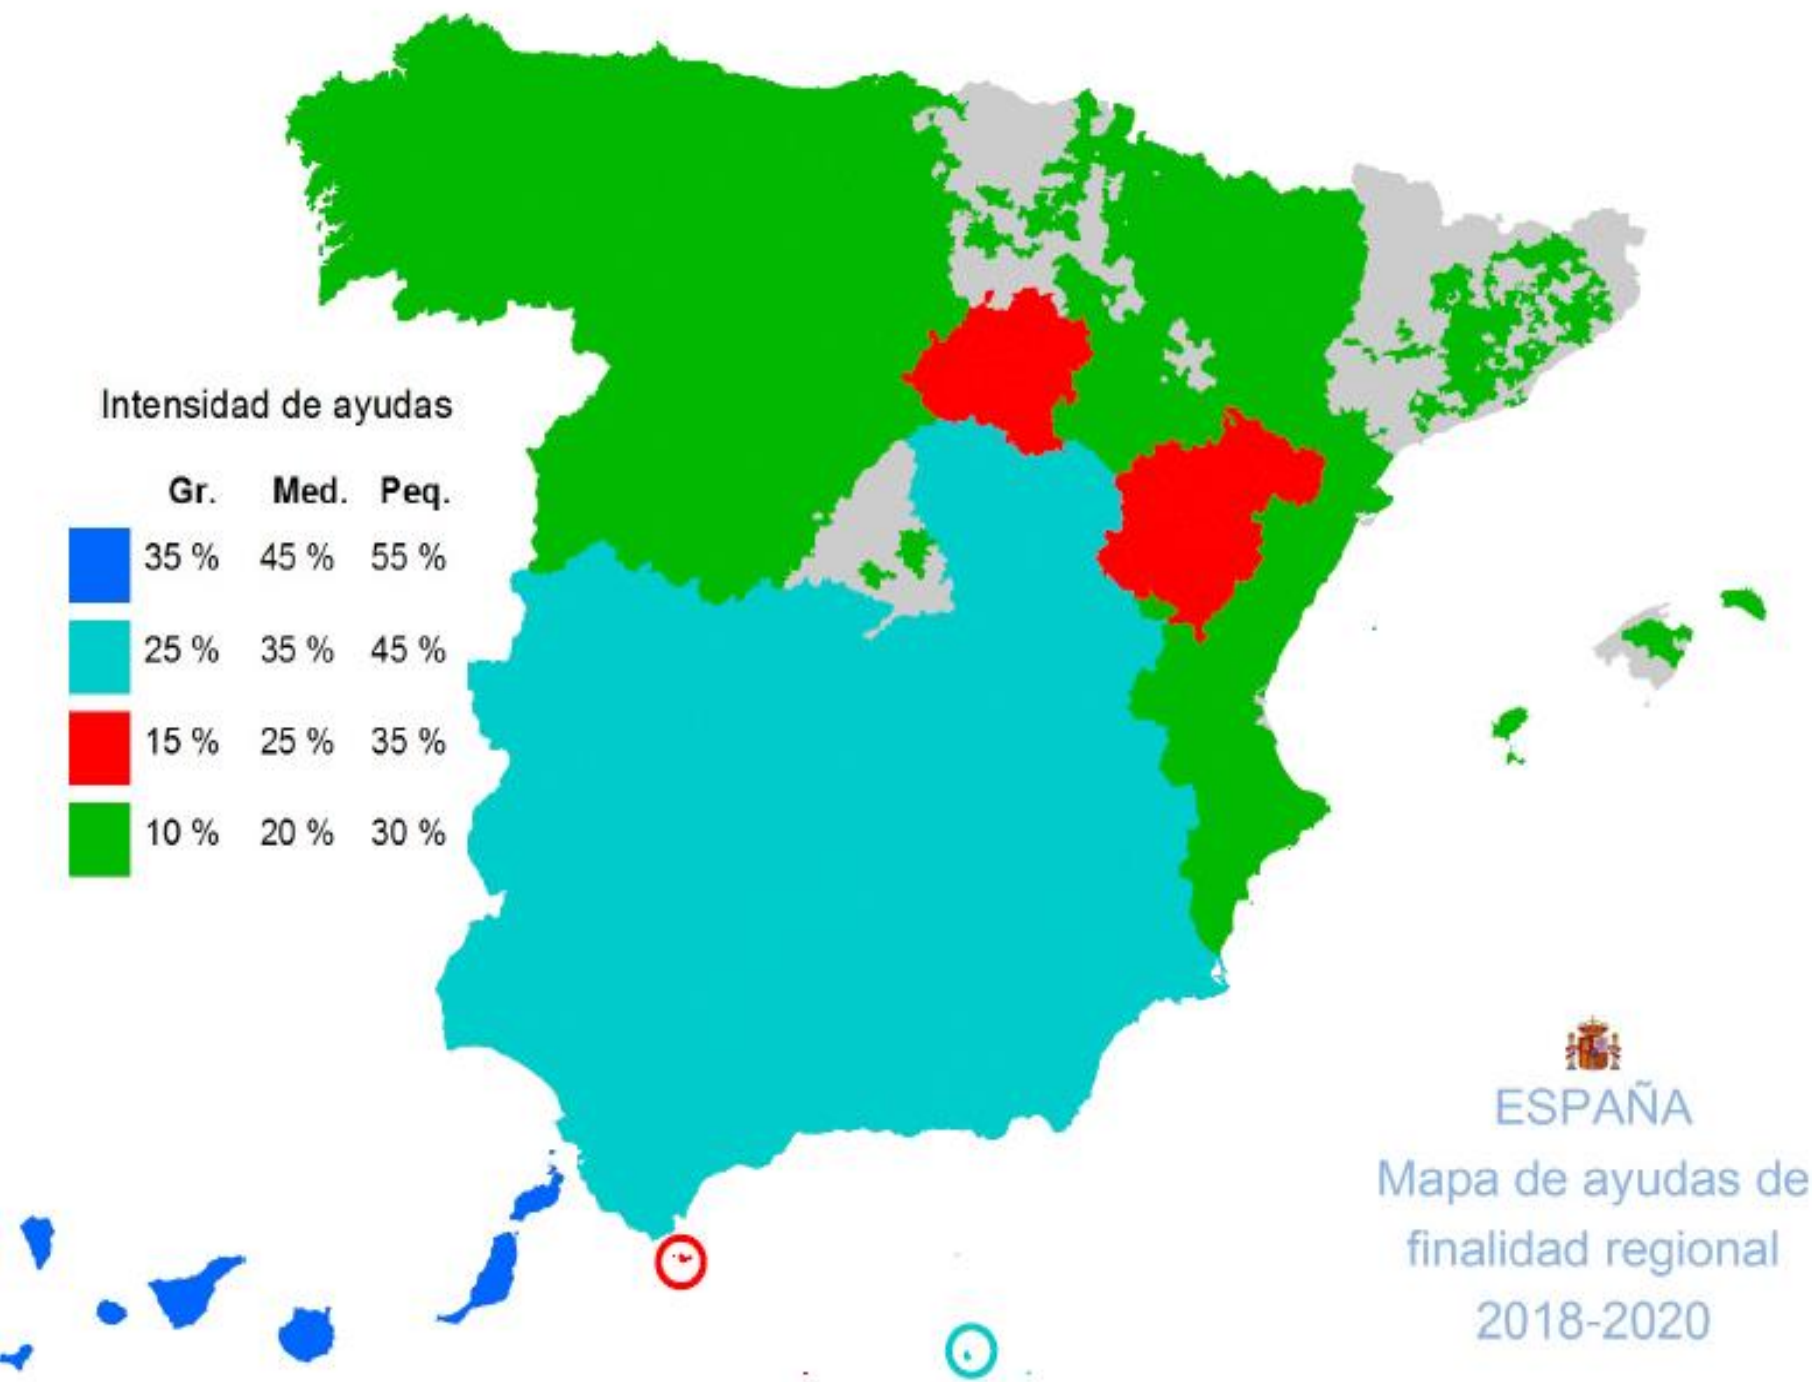 Intensidad de ayudas
Gr. Med. Peq.
35 % 45 % 55 %
25 % 35 % 45 %
15 % 25 % 35 %
10 % 20 % 30 %
ESPAÑA
Mapa de ayudas de
finalidad regional
2018-2020